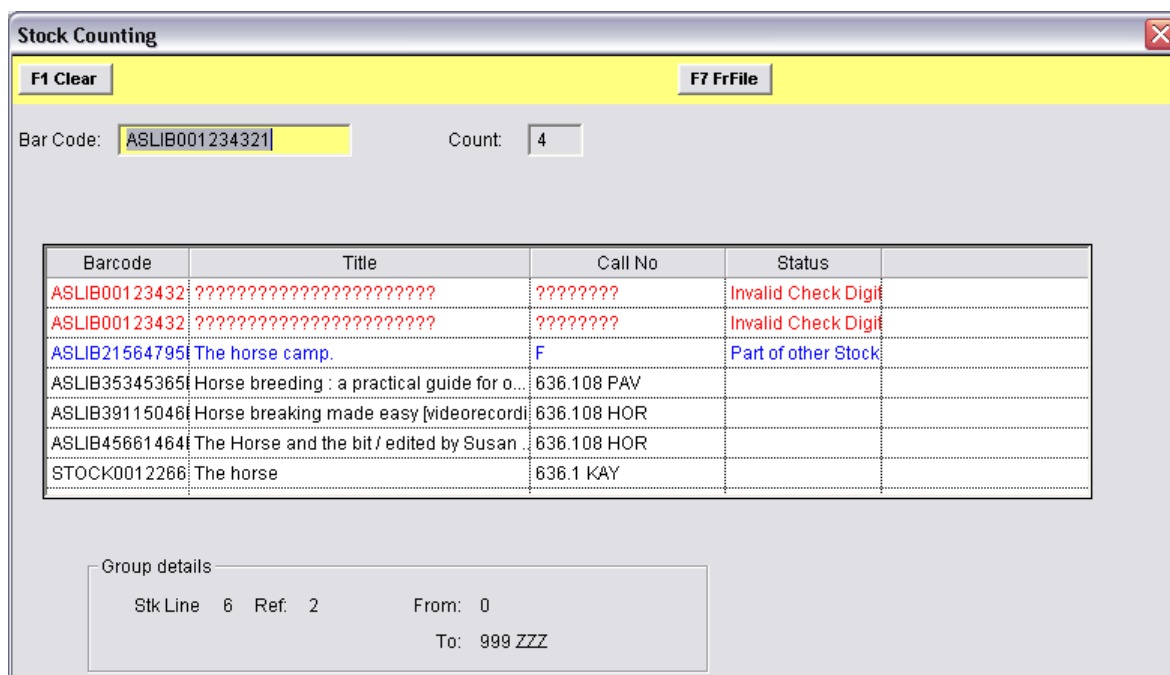 Stock Counting
F1 Clear F7 FrFile
Bar Code: ASLIB001234321 Count: 4
Barcode Title Call No Status
ASLIB00123432 ??????????????????????? ???????? Invalid Check Digit
ASLIB00123432 ??????????????????????? ???????? Invalid Check Digit
ASLIB21564795 The horse camp. F Part of other Stock
ASLIB35345365 Horse breeding : a practical guide for o... 636.108 PAV
ASLIB39115046 Horse breaking made easy [videorecordi 636.108 HOR
ASLIB45661464 The Horse and the bit / edited by Susan ... 636.108 HOR
STOCK0012266 The horse 636.1 KAY
Group details
Stk Line 6 Ref: 2 From: 0
To: 999 ZZZ